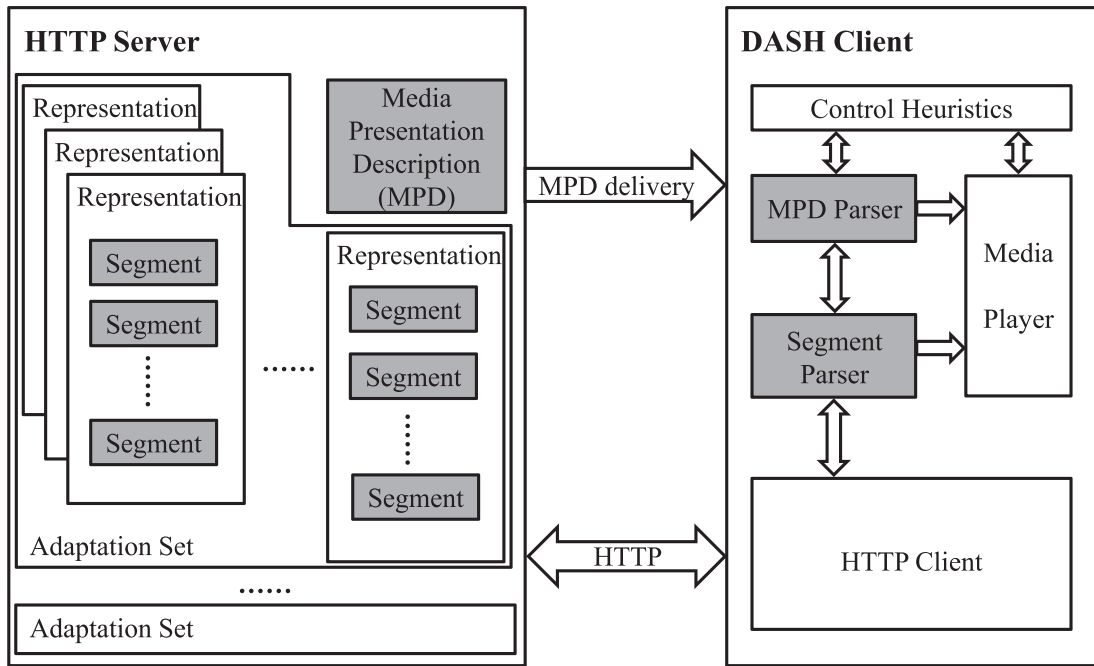 HTTP Server
Representation
Representation
Representation
Segment
Segment
Segment
Adaptation Set
......
Media
Presentation
Description
(MPD)
Representation
Segment
Segment
Segment
......
Adaptation Set
MPD delivery
HTTP
DASH Client
Control Heuristics
MPD Parser
Segment
Parser
Media
Player
HTTP Client